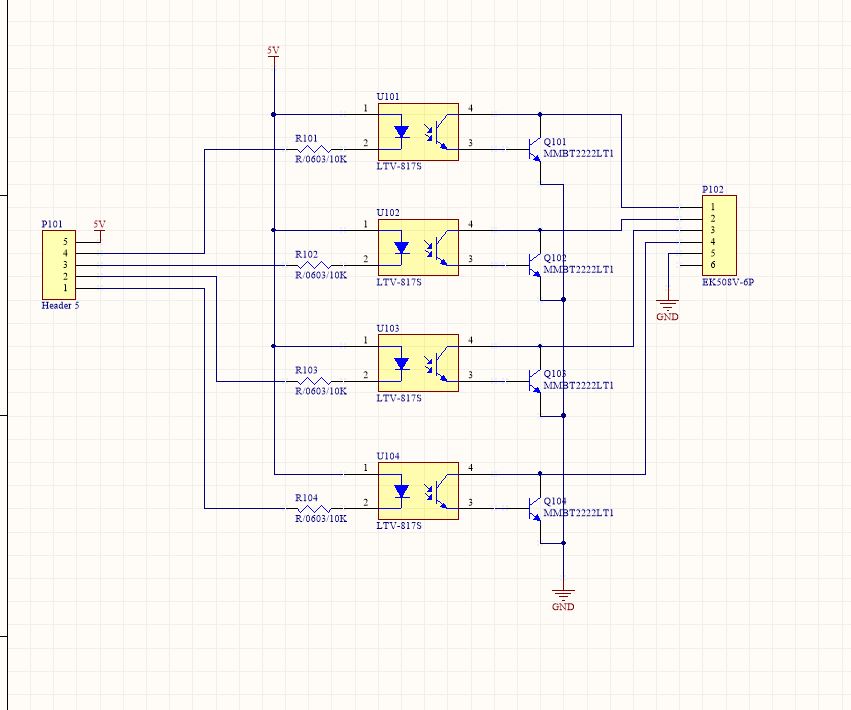 5V
U101
1
4
R101
2
3
Q101
R/0603/10K
MMBT2222LT1
LTV-817S
P102
U102
1
2
3
4
5
6
EK508V-6P
GND
P101
5V
5
4
3
2
1
Header 5
1
4
R102
2
3
Q102
R/0603/10K
MMBT2222LT1
LTV-817S
U103
1
4
R103
2
3
Q103
R/0603/10K
MMBT2222LT1
LTV-817S
U104
1
4
R104
2
3
Q104
R/0603/10K
MMBT2222LT1
LTV-817S
GND